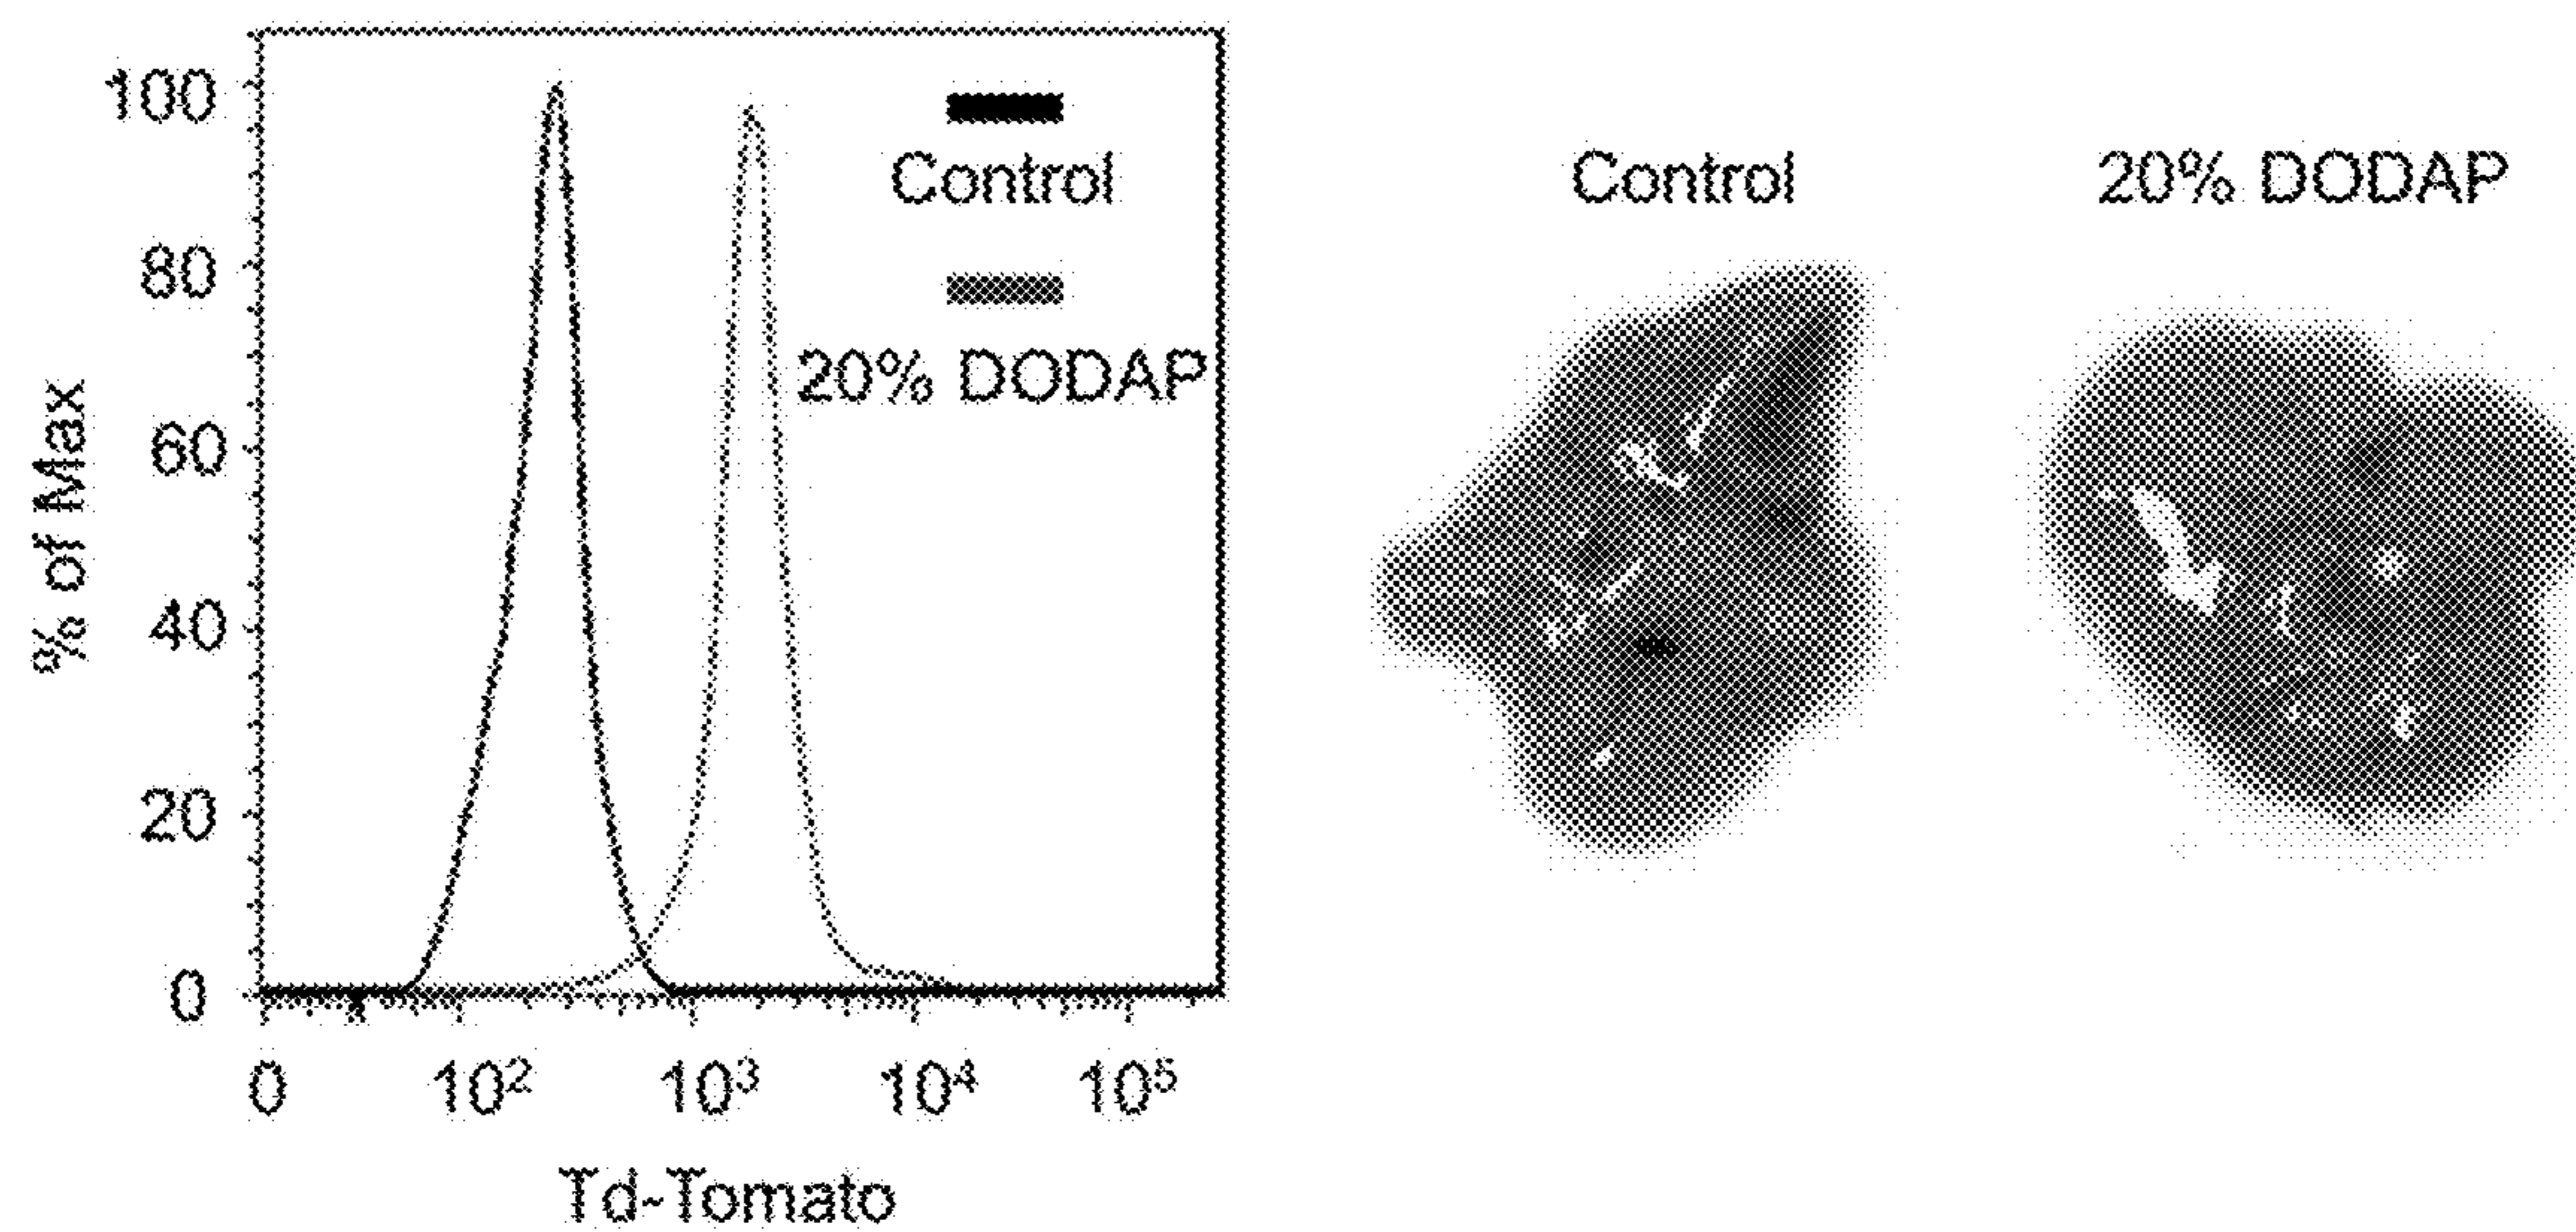 100
80
60
40
20
0
% of Max
Control
20% DODAP
0 10² 10³ 10⁴ 10⁵
Td-Tomato
Control 20% DODAP